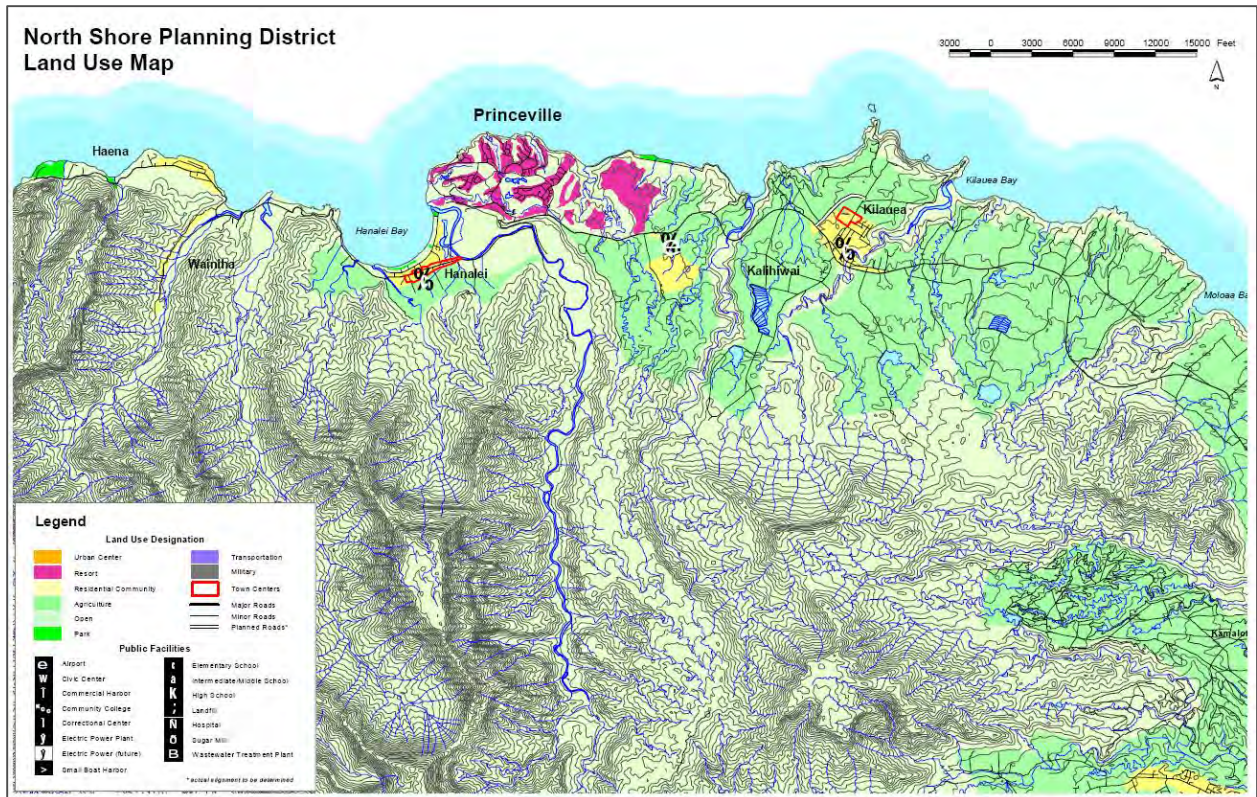 North Shore Planning District
Land Use Map
3000 0 3000 6000 9000 12000 15000 Feet
N
Princeville
Haena
Kilauea Bay
Kilauea
Hanalei Bay
Wainiha
Hanalei
Kalihiwai
Moloaa Ba
Kamalo
Legend
Land Use Designation
Urban Center
Resort
Residential Community
Agriculture
Open
Park
Transportation
Military
Town Centers
Major Roads
Minor Roads
Planned Roads*
Public Facilities
e Airport
w Civic Center
Commercial Harbor
Community College
Correctional Center
Electric Power Plant
Electric Power (future)
> Small Boat Harbor
t Elementary School
a Intermediate/Middle School
K High School
; Landfill
Ñ Hospital
Sugar Mill
B Wastewater Treatment Plant
* actual alignment to be determined